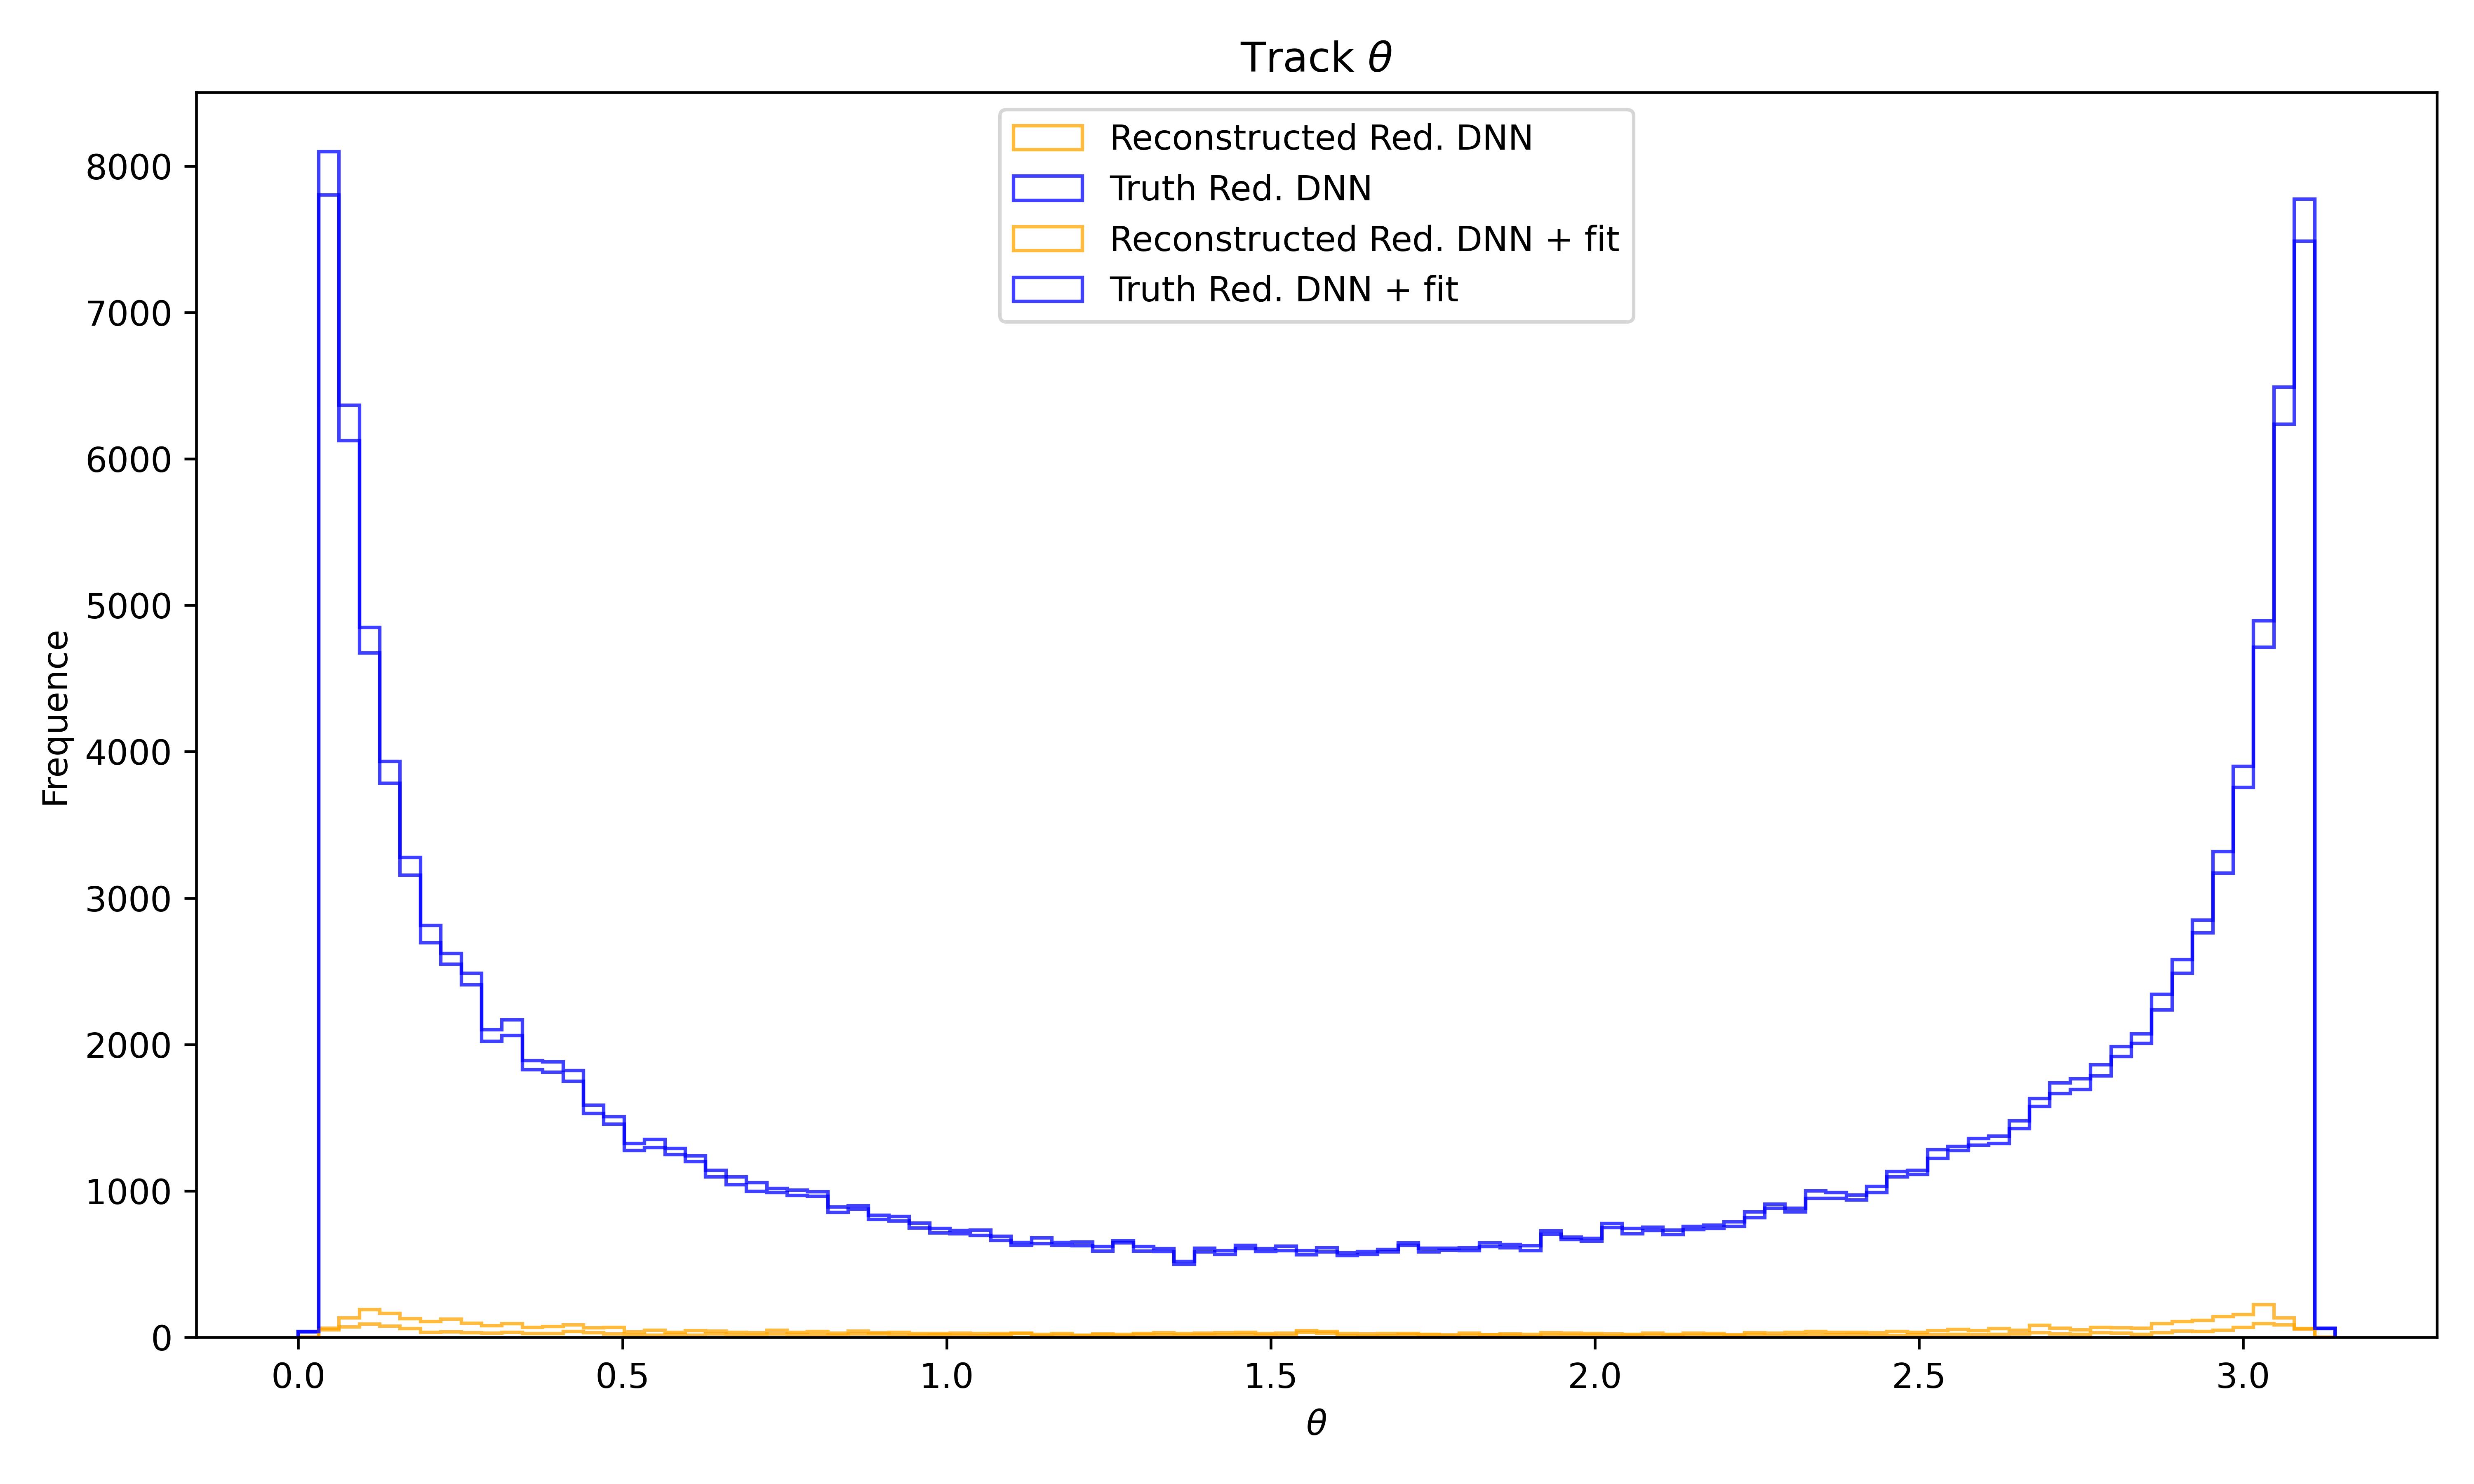 Track θ
Reconstructed Red. DNN
Truth Red. DNN
Reconstructed Red. DNN + fit
Truth Red. DNN + fit
Frequence
8000
7000
6000
5000
4000
3000
2000
1000
0
0.0 0.5 1.0 1.5 2.0 2.5 3.0
θ